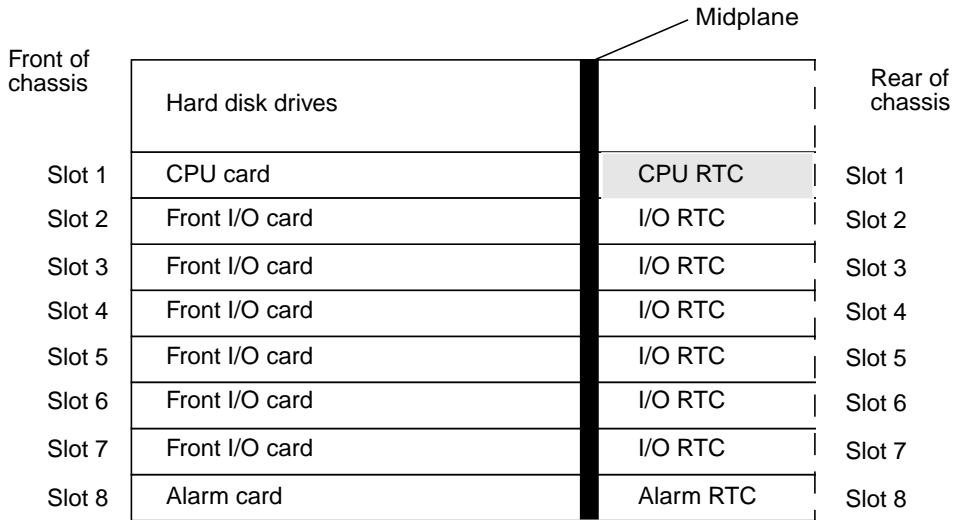 Midplane
Front of
chassis
Rear of
chassis
Hard disk drives
Slot 1 CPU card CPU RTC Slot 1
Slot 2 Front I/O card I/O RTC Slot 2
Slot 3 Front I/O card I/O RTC Slot 3
Slot 4 Front I/O card I/O RTC Slot 4
Slot 5 Front I/O card I/O RTC Slot 5
Slot 6 Front I/O card I/O RTC Slot 6
Slot 7 Front I/O card I/O RTC Slot 7
Slot 8 Alarm card Alarm RTC Slot 8